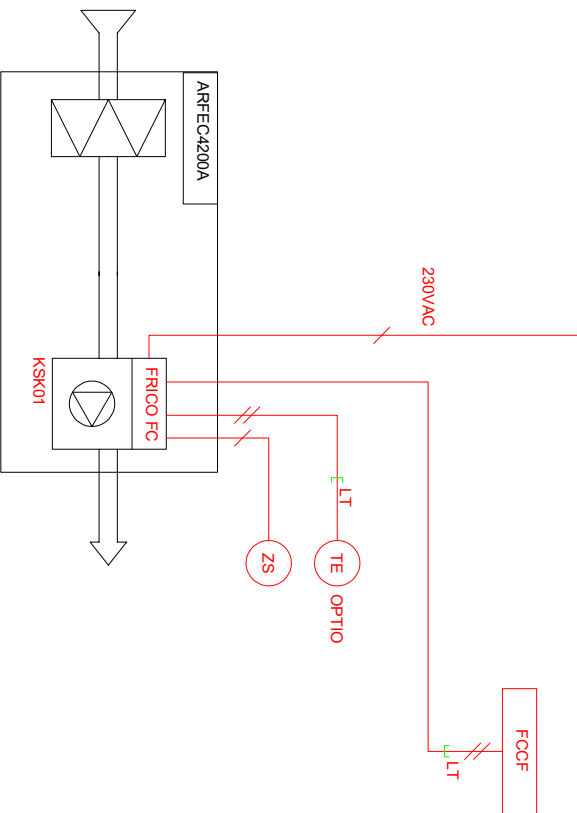 ARFEC4200A
230VAC
KSK01
FRICO FC
LT
ZS
TE
OPTIO
FCCF
LT